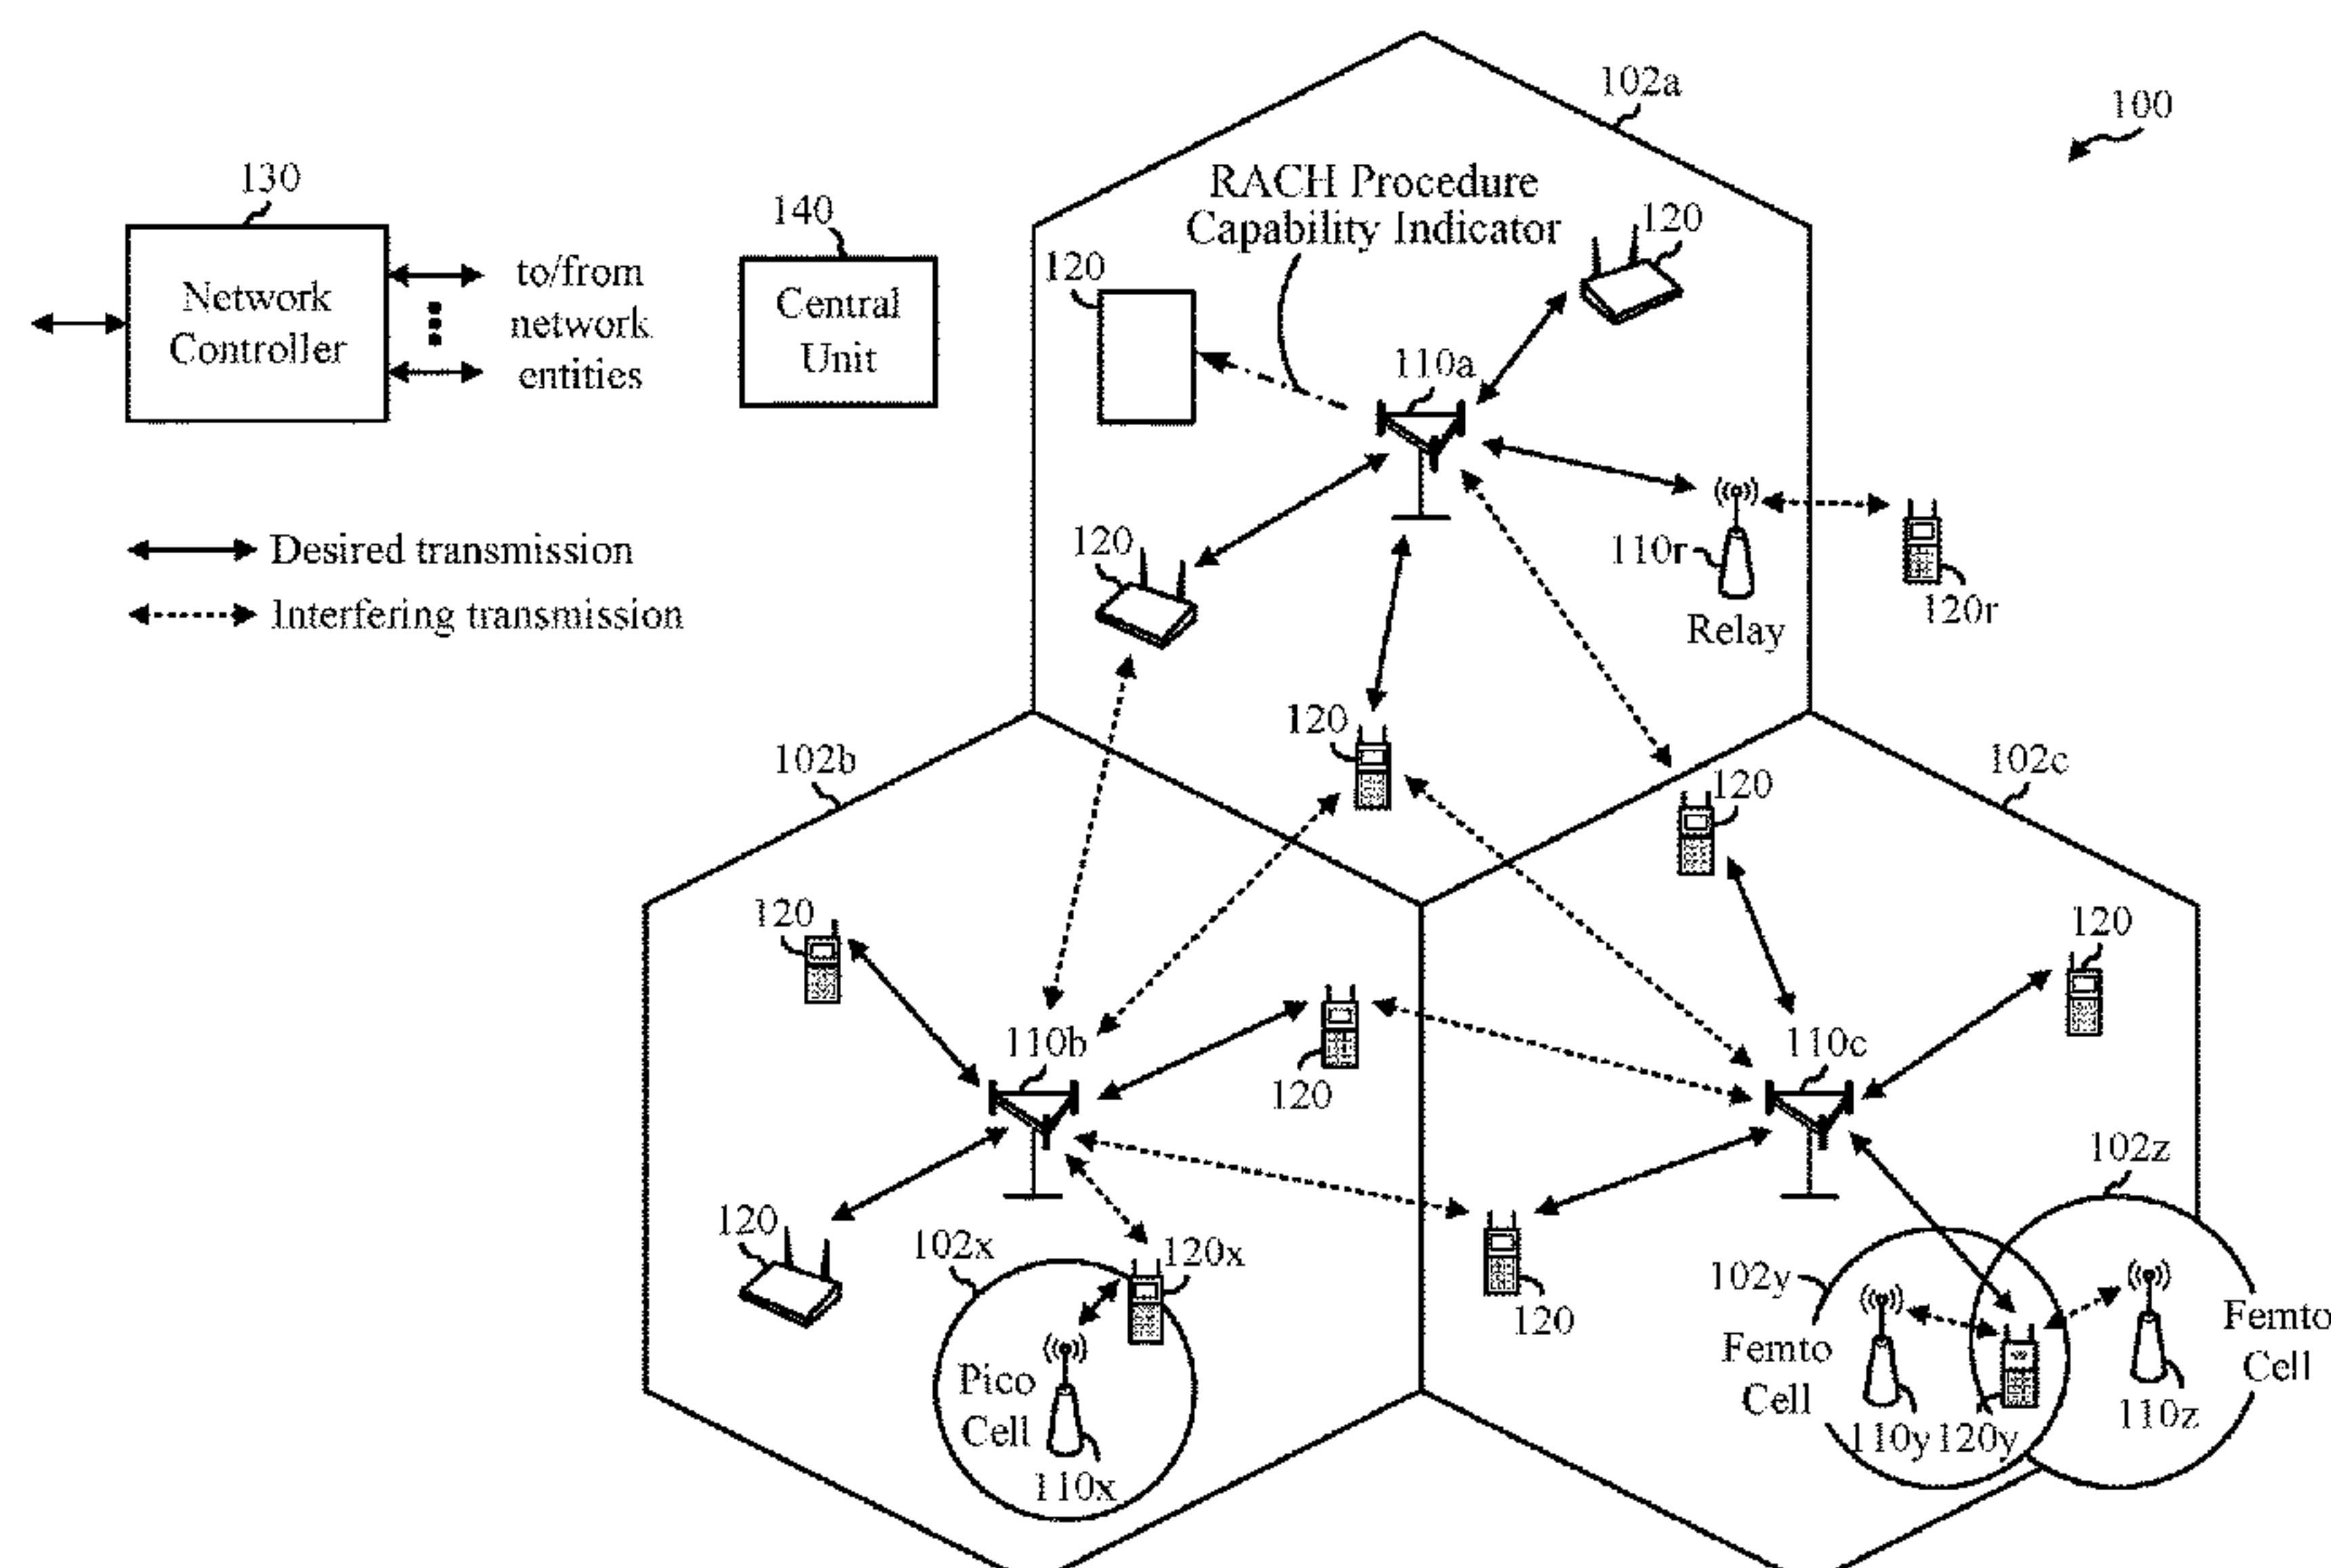 102a
100
130
RACH Procedure
Capability Indicator
140
120
120
Network
Controller
to/from
network
entities
Central
Unit
110a
Desired transmission
Interfering transmission
120
110r
120r
Relay
120
102b
102c
120
120
120
110b
110c
120
102z
120
102x
120x
102y
120
Femto
Cell
Femto
Cell
Pico
Cell
110x
110y
120y
110z